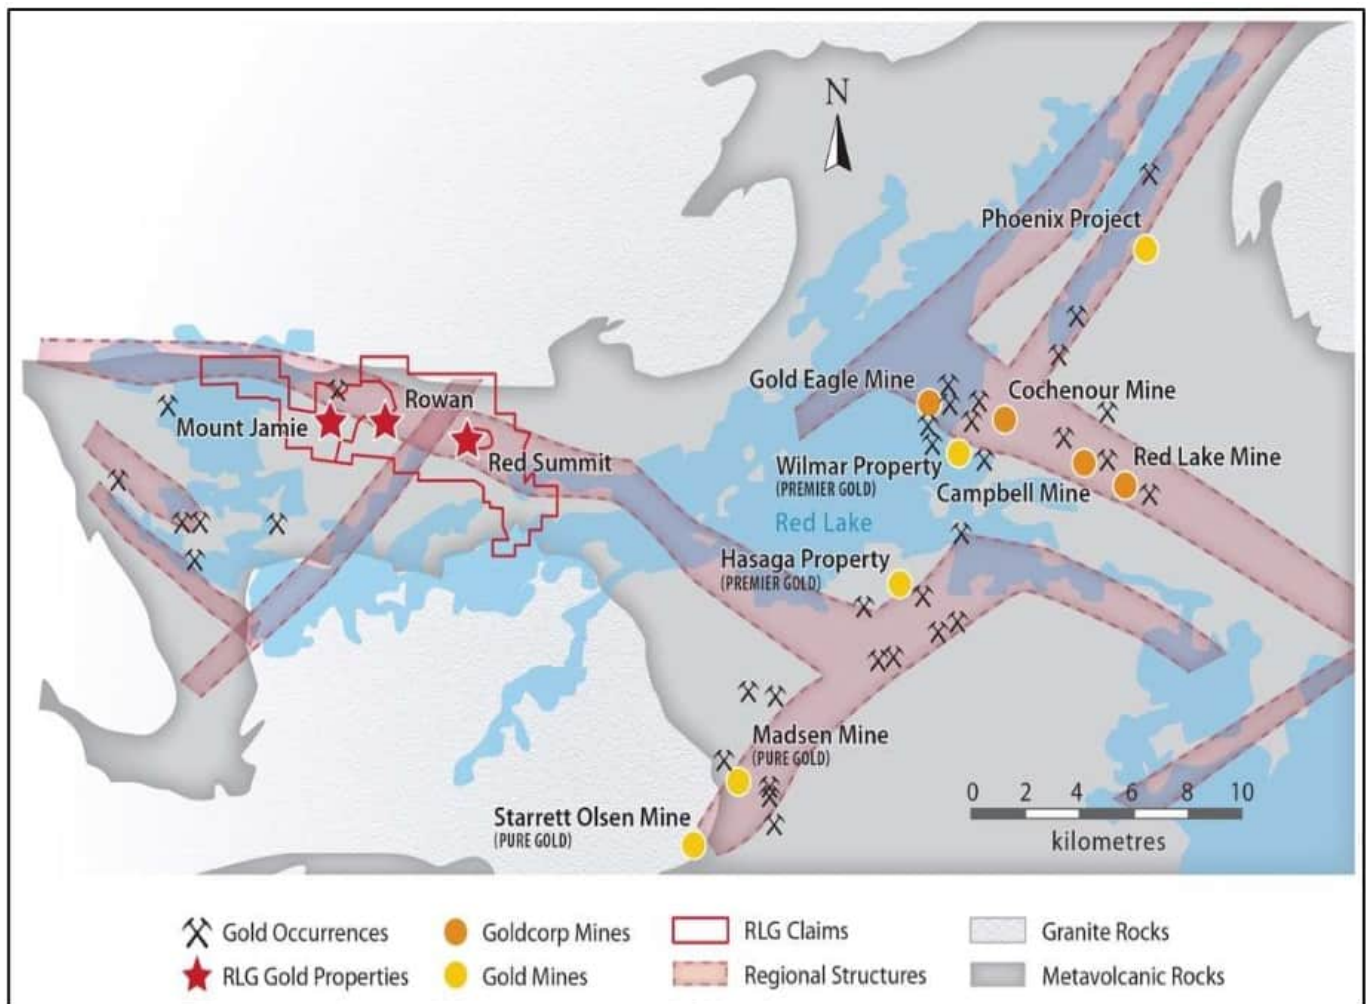 N
Phoenix Project
Gold Eagle Mine
Cochenour Mine
Rowan
Mount Jamie
Red Summit
Wilmar Property
(PREMIER GOLD)
Red Lake Mine
Campbell Mine
Red Lake
Hasaga Property
(PREMIER GOLD)
Madsen Mine
(PURE GOLD)
Starrett Olsen Mine
(PURE GOLD)
0 2 4 6 8 10
kilometres
Gold Occurrences
Goldcorp Mines
RLG Claims
Granite Rocks
RLG Gold Properties
Gold Mines
Regional Structures
Metavolcanic Rocks